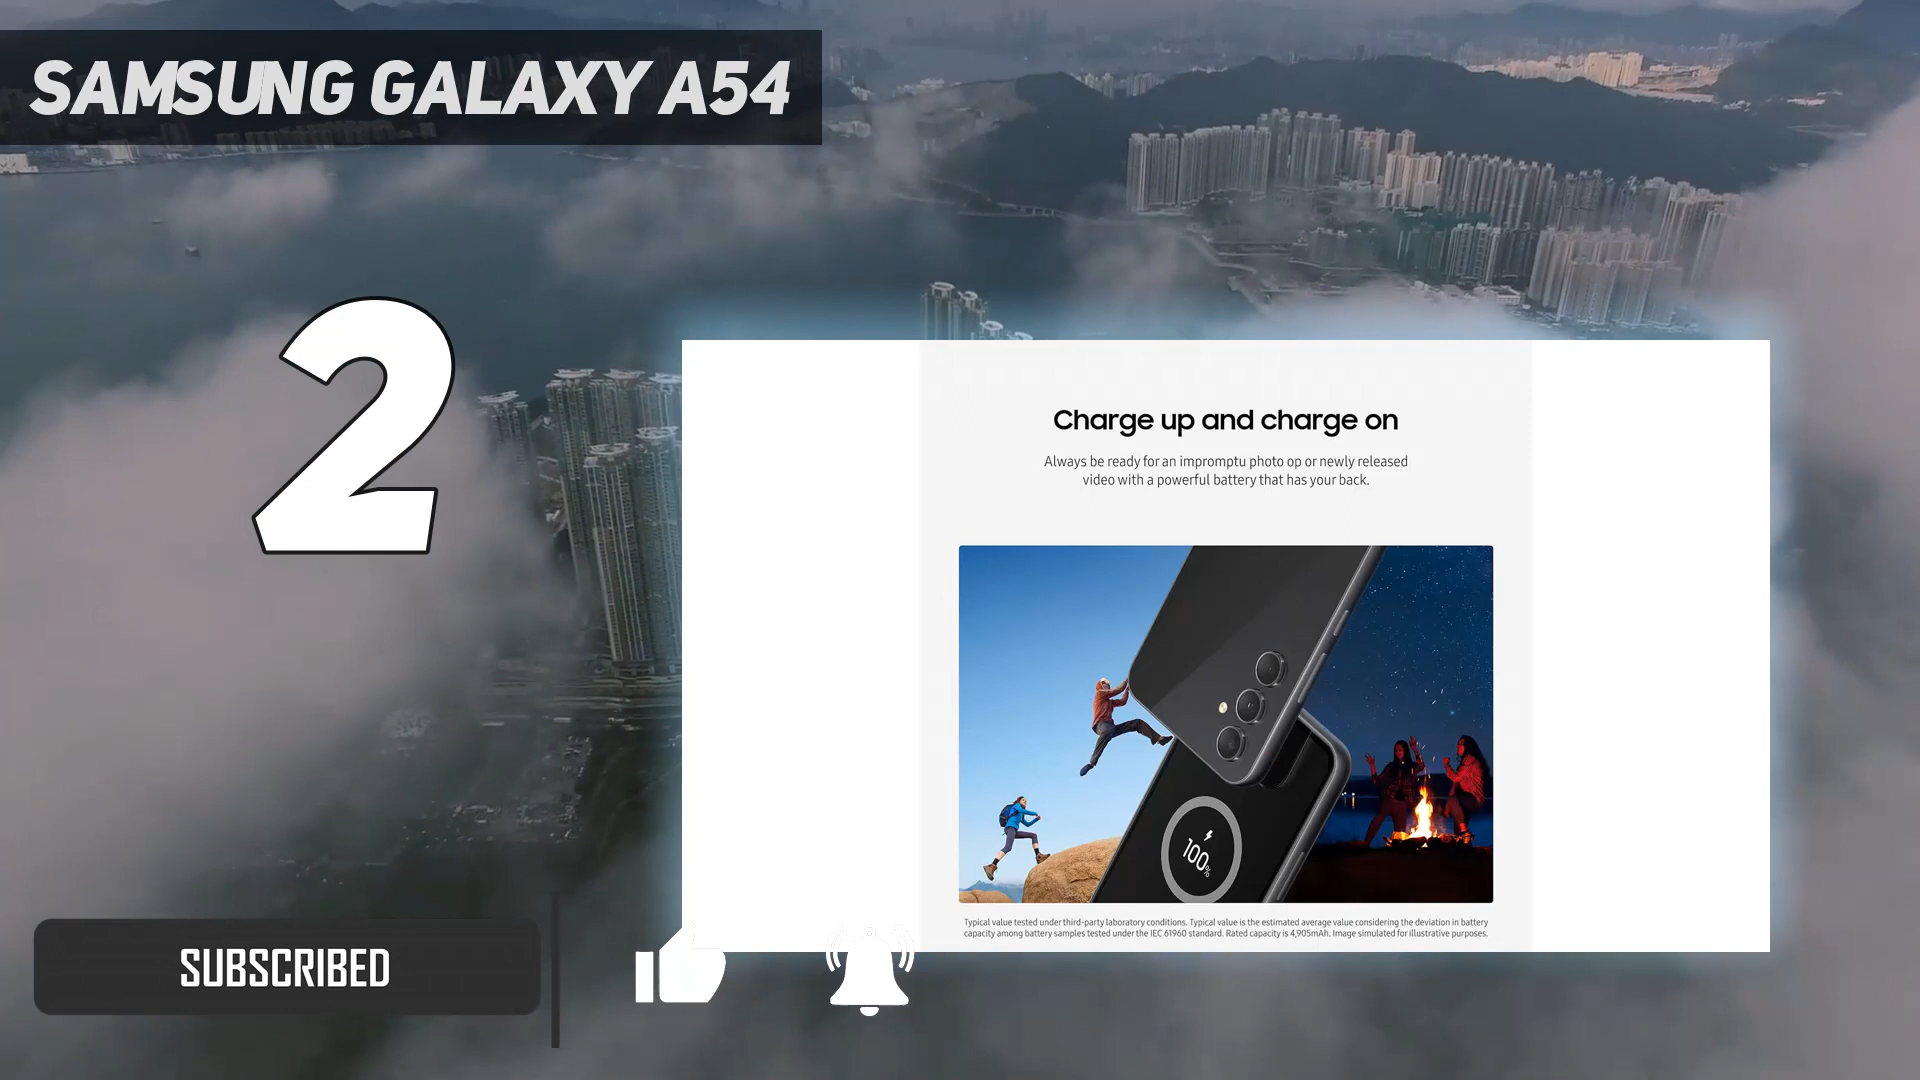 SAMSUNG GALAXY A54
2
Charge up and charge on
Always be ready for an impromptu photo op or newly released
video with a powerful battery that has your back.
100%
Typical value tested under third-party laboratory conditions. Typical value is the estimated average value considering the deviation in battery
capacity among battery samples tested under the IEC 61960 standard. Rated capacity is 4,905mAh. Image simulated for illustrative purposes.
SUBSCRIBED